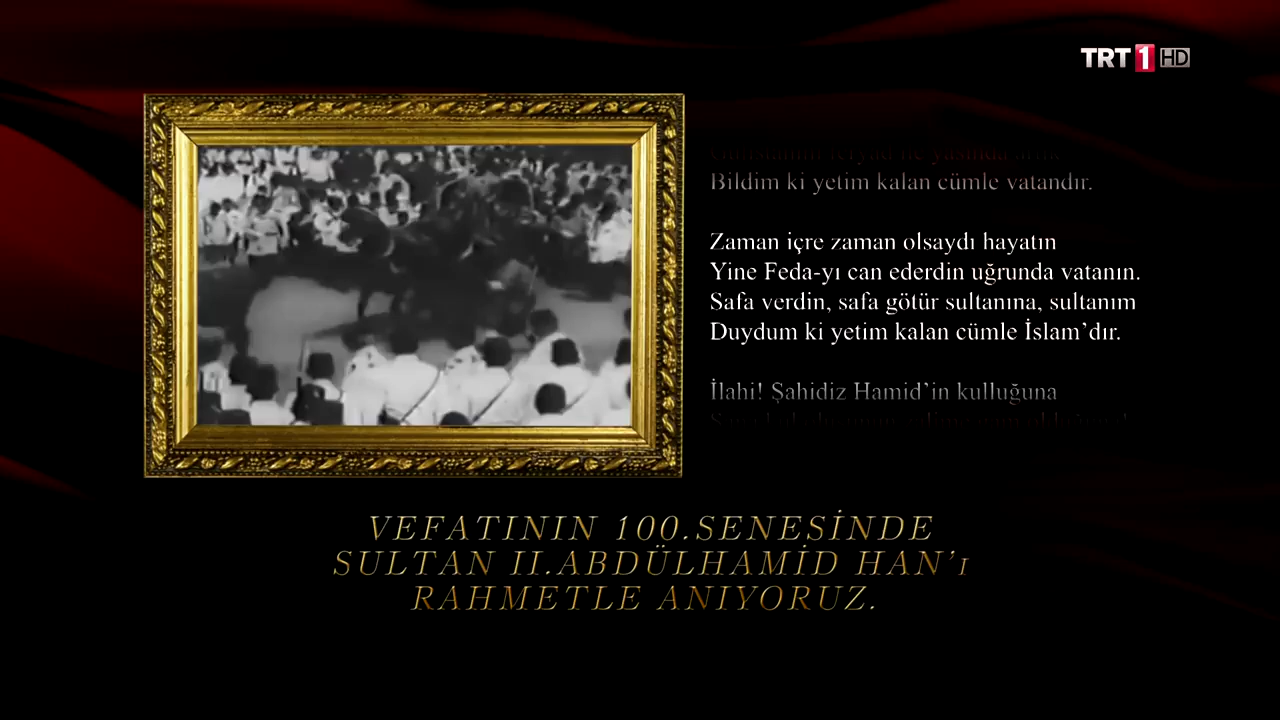 TRT 1 HD
Bildim ki yetim kalan cümle vatandır.
Zaman içre zaman olsaydı hayatın
Yine Feda-yı can ederdin uğrunda vatanın.
Safa verdin, safa götür sultanına, sultanım
Duydum ki yetim kalan cümle İslam’dır.
İlahi! Şahidiz Hamid’in kulluğuna
VEFATININ 100.SENESİNDE
SULTAN II.ABDÜLHAMİD HAN’I
RAHMETLE ANIYORUZ.